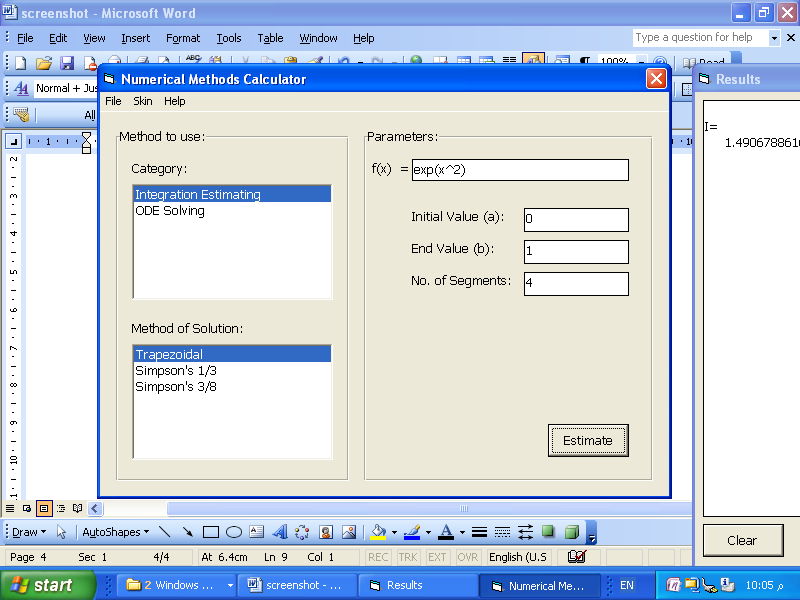 screenshot - Microsoft Word
File Edit View Insert Format Tools Table Window Help
Type a question for help
100%
Read
Normal + Jus
All
Numerical Methods Calculator
File Skin Help
Method to use:
Category:
Integration Estimating
ODE Solving
Method of Solution:
Trapezoidal
Simpson's 1/3
Simpson's 3/8
Parameters:
f(x) = exp(x^2)
Initial Value (a): 0
End Value (b): 1
No. of Segments: 4
Estimate
Results
I=
1.490678861
Clear
Draw AutoShapes
Page 4 Sec 1 4/4 At 6.4cm Ln 9 Col 1 REC TRK EXT OVR English (U.S
start 2 Windows ... screenshot - ... Results Numerical Me... EN 10:05 م